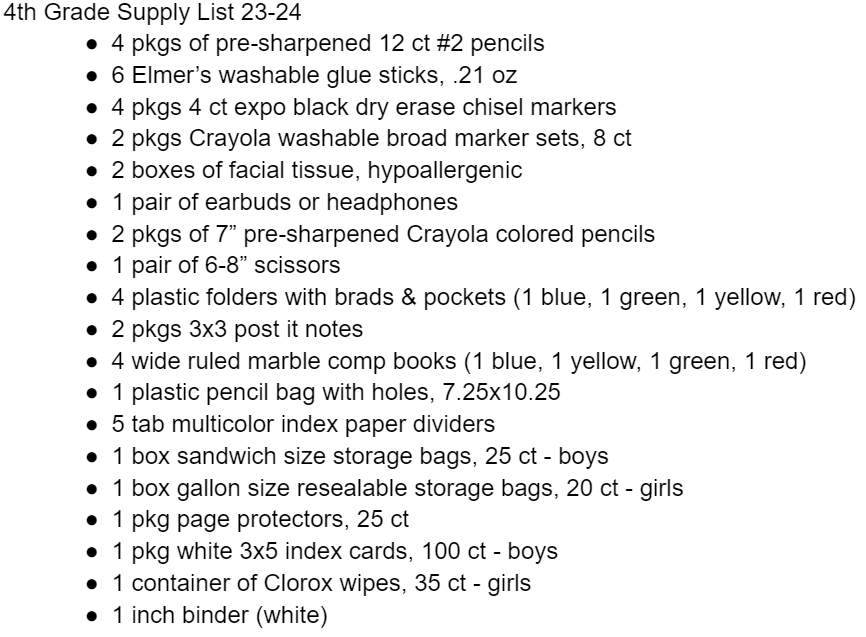 4th Grade Supply List 23-24
● 4 pkgs of pre-sharpened 12 ct #2 pencils
● 6 Elmer’s washable glue sticks, .21 oz
● 4 pkgs 4 ct expo black dry erase chisel markers
● 2 pkgs Crayola washable broad marker sets, 8 ct
● 2 boxes of facial tissue, hypoallergenic
● 1 pair of earbuds or headphones
● 2 pkgs of 7” pre-sharpened Crayola colored pencils
● 1 pair of 6-8” scissors
● 4 plastic folders with brads & pockets (1 blue, 1 green, 1 yellow, 1 red)
● 2 pkgs 3x3 post it notes
● 4 wide ruled marble comp books (1 blue, 1 yellow, 1 green, 1 red)
● 1 plastic pencil bag with holes, 7.25x10.25
● 5 tab multicolor index paper dividers
● 1 box sandwich size storage bags, 25 ct - boys
● 1 box gallon size resealable storage bags, 20 ct - girls
● 1 pkg page protectors, 25 ct
● 1 pkg white 3x5 index cards, 100 ct - boys
● 1 container of Clorox wipes, 35 ct - girls
● 1 inch binder (white)